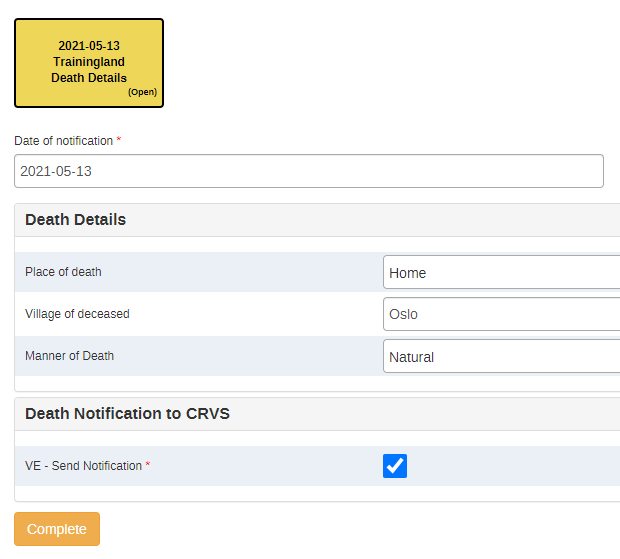 2021-05-13
Trainingland
Death Details
(Open)
Date of notification *
2021-05-13
Death Details
Place of death Home
Village of deceased Oslo
Manner of Death Natural
Death Notification to CRVS
VE - Send Notification *
Complete